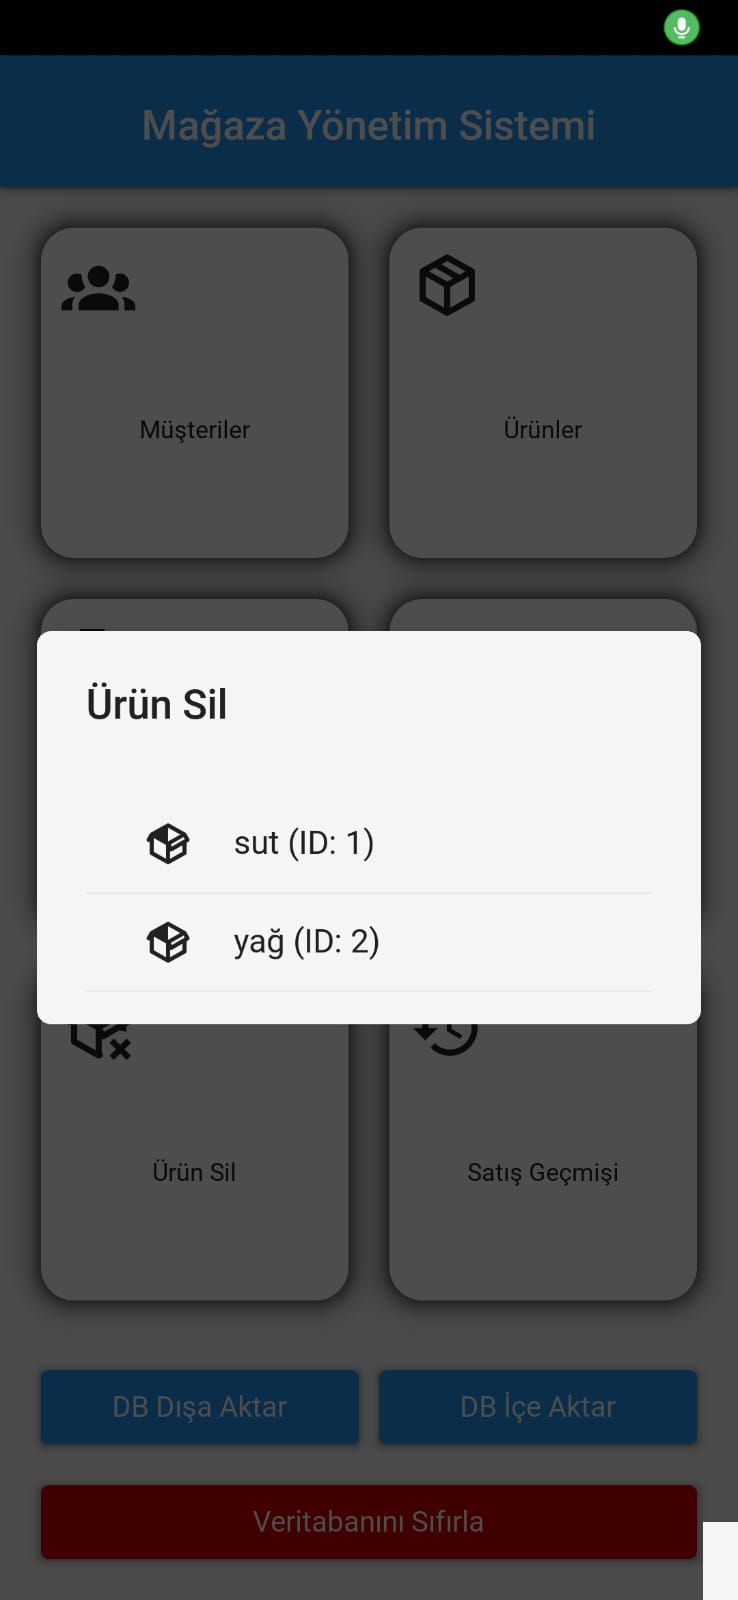 Mağaza Yönetim Sistemi
Müşteriler
Ürünler
Ürün Sil
sut (ID: 1)
yağ (ID: 2)
Ürün Sil
Satış Geçmişi
DB Dışa Aktar
DB İçe Aktar
Veritabanını Sıfırla